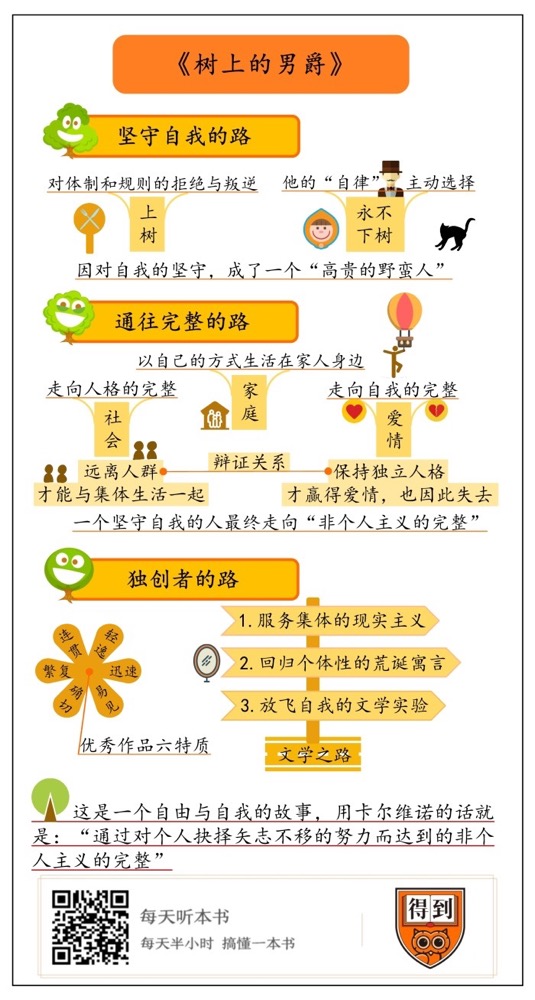 《树上的男爵》
坚守自我的路
对体制和规则的拒绝与叛逆
他的“自律”
主动选择
上
树
永不
下树
因对自我的坚守，成了一个“高贵的野蛮人”
通往完整的路
以自己的方式生活在家人身边
走向人格的完整
家
庭
走向自我的完整
社
会
爱
情
远离人群
辩证关系
保持独立人格
才能与集体生活一起
才赢得爱情，也因此失去
一个坚守自我的人最终走向“非个人主义的完整”
独创者的路
连贯
轻逸
繁复
迅速
确切
易见
优秀作品六特质
1.服务集体的现实主义
2.回归个体性的荒诞寓言
3.放飞自我的文学实验
文学之路
这是一个自由与自我的故事，用卡尔维诺的话就
是：“通过对个人抉择矢志不移的努力而达到的非个
人主义的完整”
每天听本书
每天半小时 搞懂一本书
得到